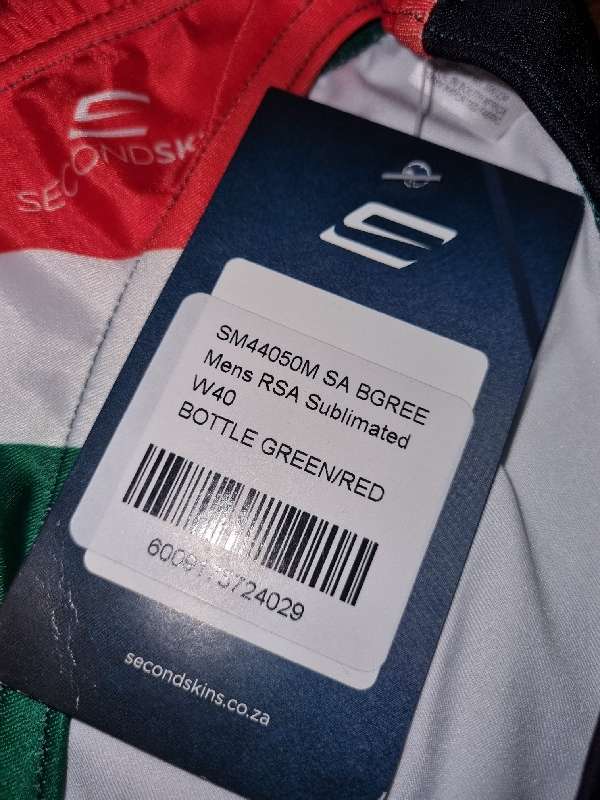 SECONDSK
SM44050M SA BGREE
Mens RSA Sublimated
W40
BOTTLE GREEN/RED
secondskins.co.za